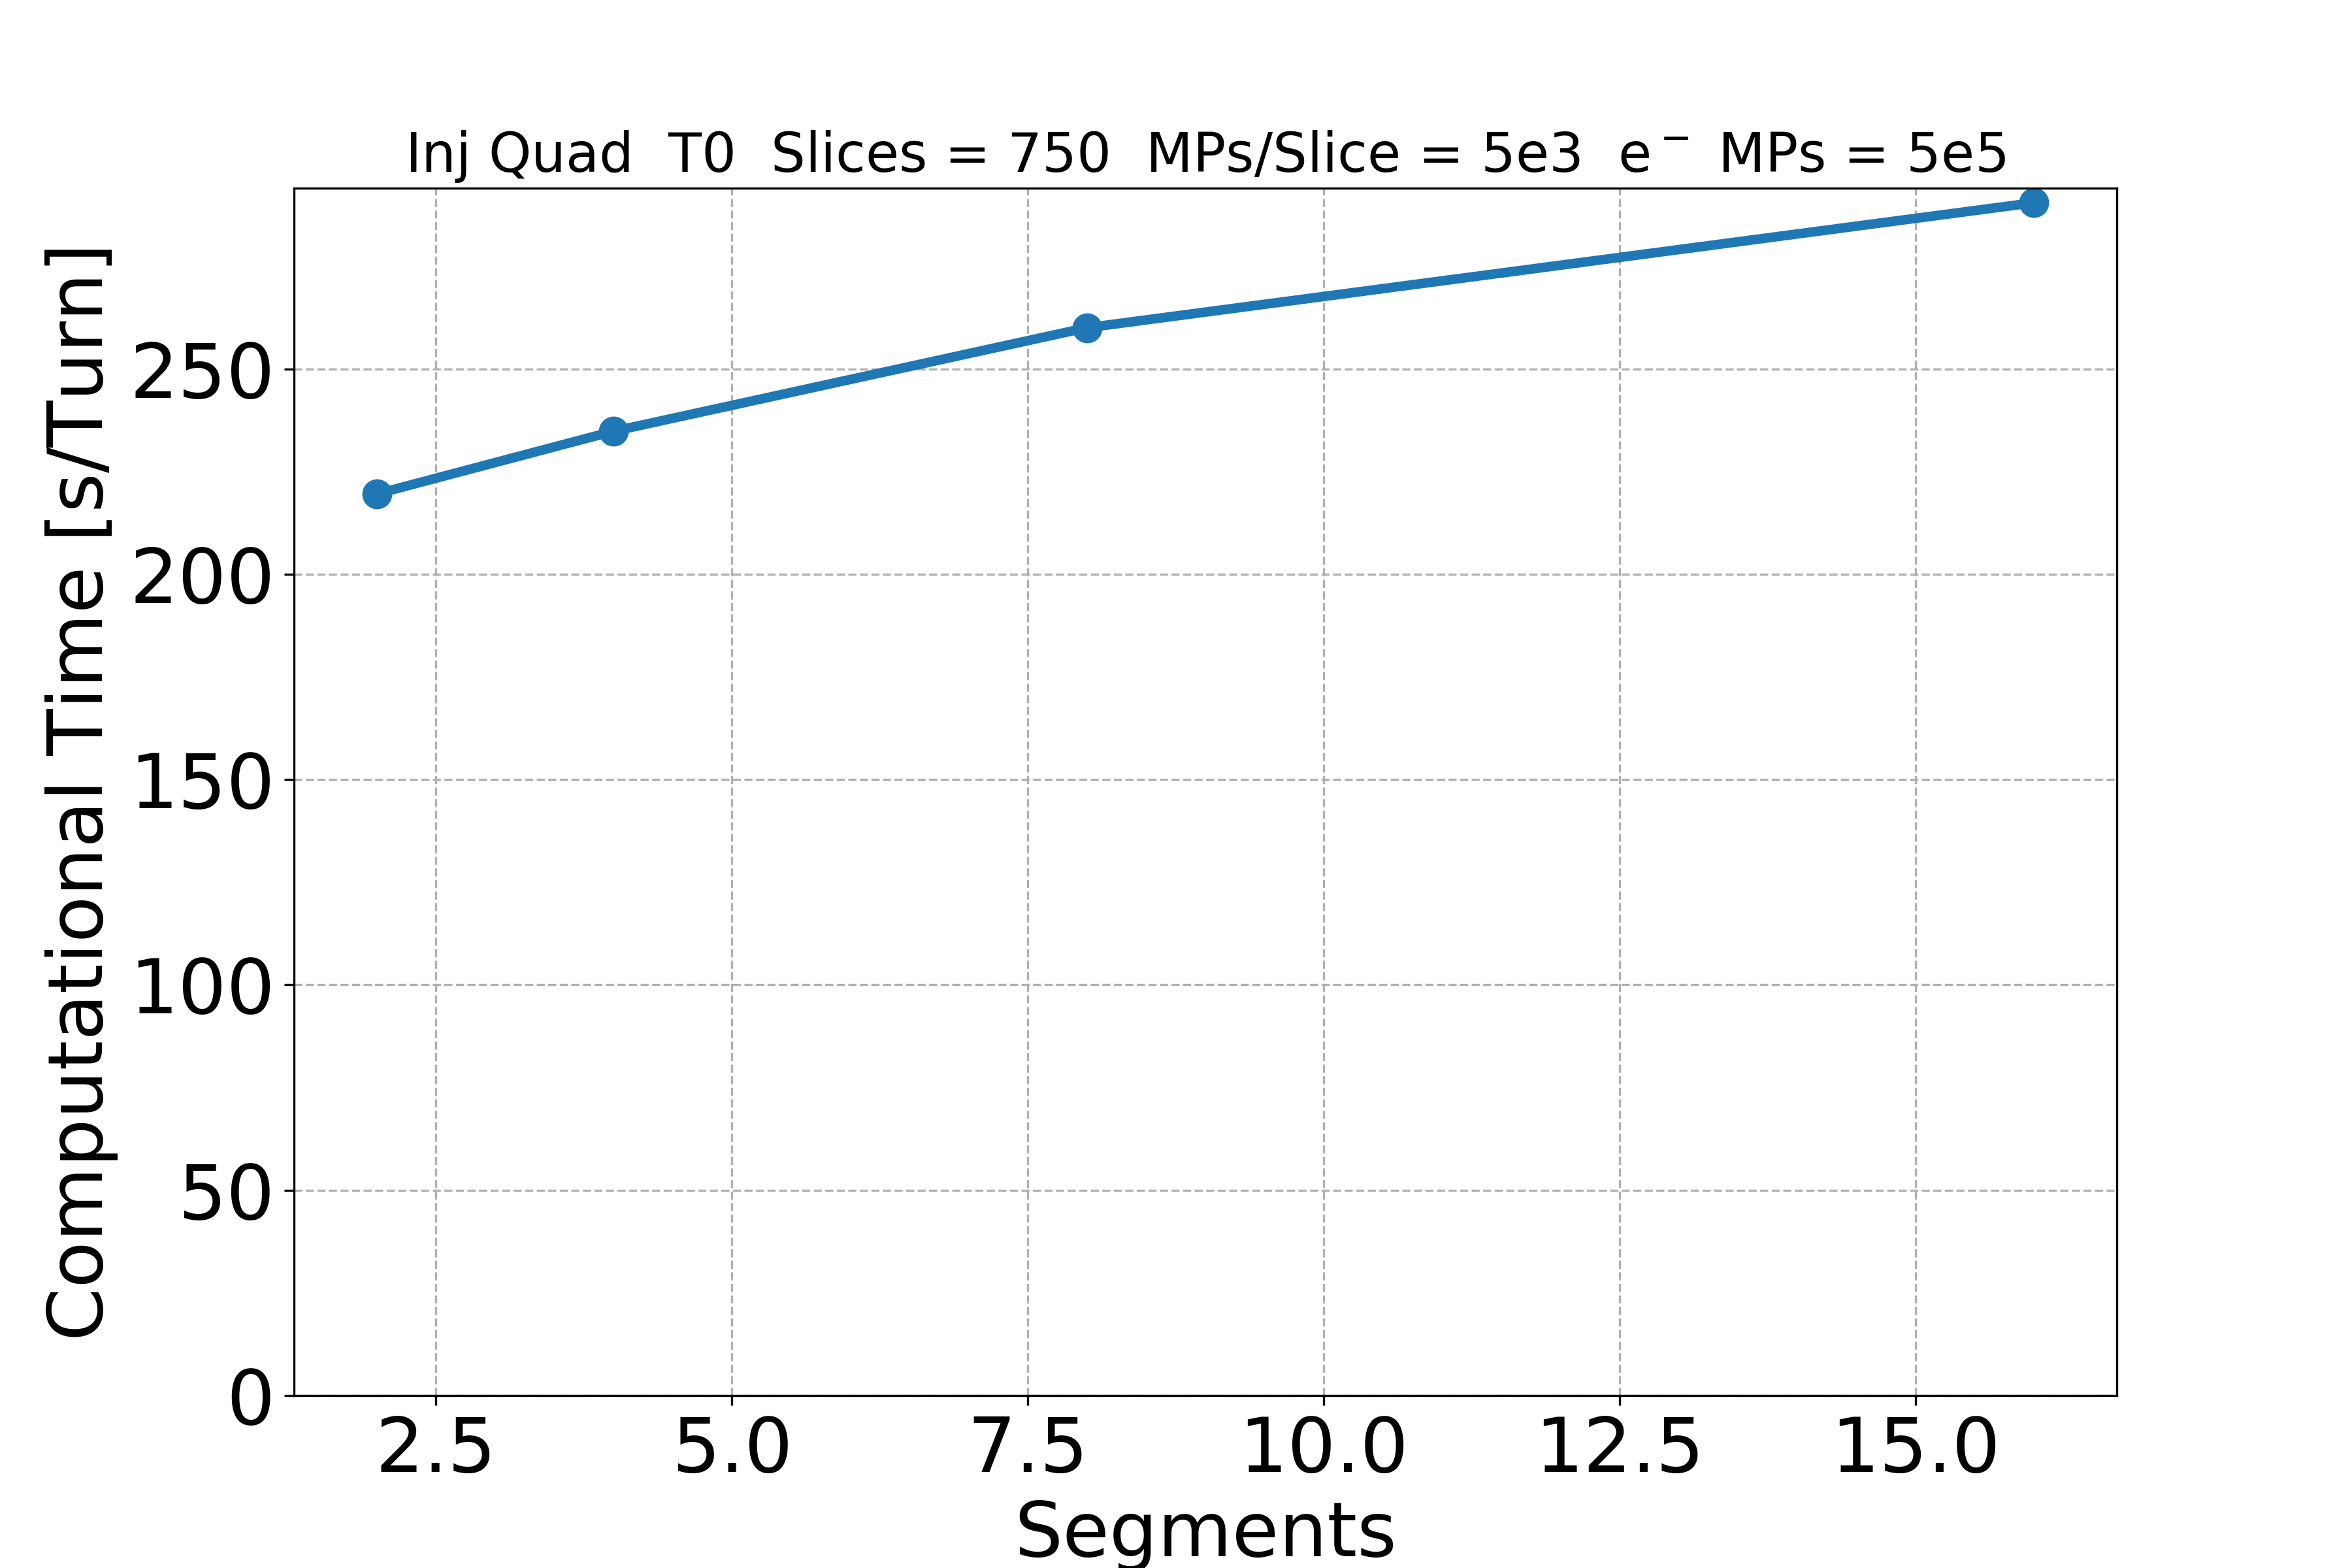 Inj Quad  T0  Slices = 750  MPs/Slice = 5e3  e⁻ MPs = 5e5
Computational Time [s/Turn]
250
200
150
100
50
0
2.5 5.0 7.5 10.0 12.5 15.0
Segments